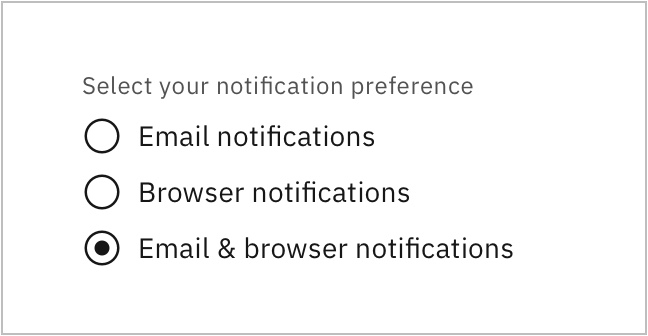 Select your notification preference
Email notifications
Browser notifications
Email & browser notifications